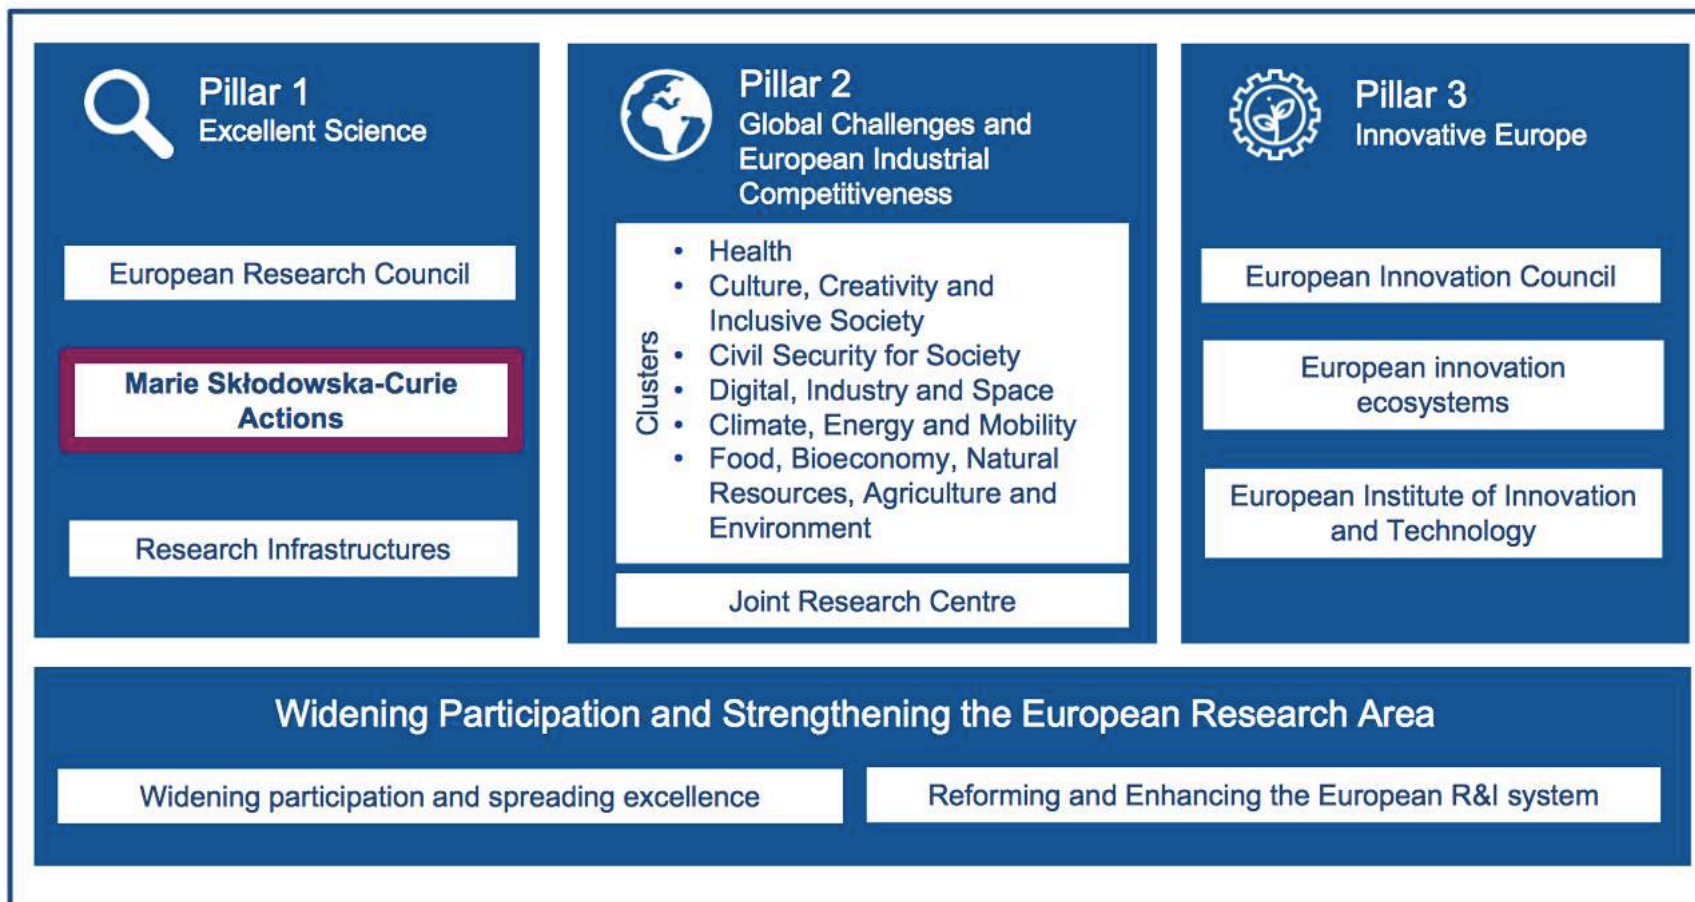 Pillar 1
Excellent Science
European Research Council
Marie Skłodowska-Curie
Actions
Research Infrastructures
Pillar 2
Global Challenges and
European Industrial
Competitiveness
Clusters
• Health
• Culture, Creativity and
Inclusive Society
• Civil Security for Society
• Digital, Industry and Space
• Climate, Energy and Mobility
• Food, Bioeconomy, Natural
Resources, Agriculture and
Environment
Joint Research Centre
Pillar 3
Innovative Europe
European Innovation Council
European innovation
ecosystems
European Institute of Innovation
and Technology
Widening Participation and Strengthening the European Research Area
Widening participation and spreading excellence
Reforming and Enhancing the European R&I system